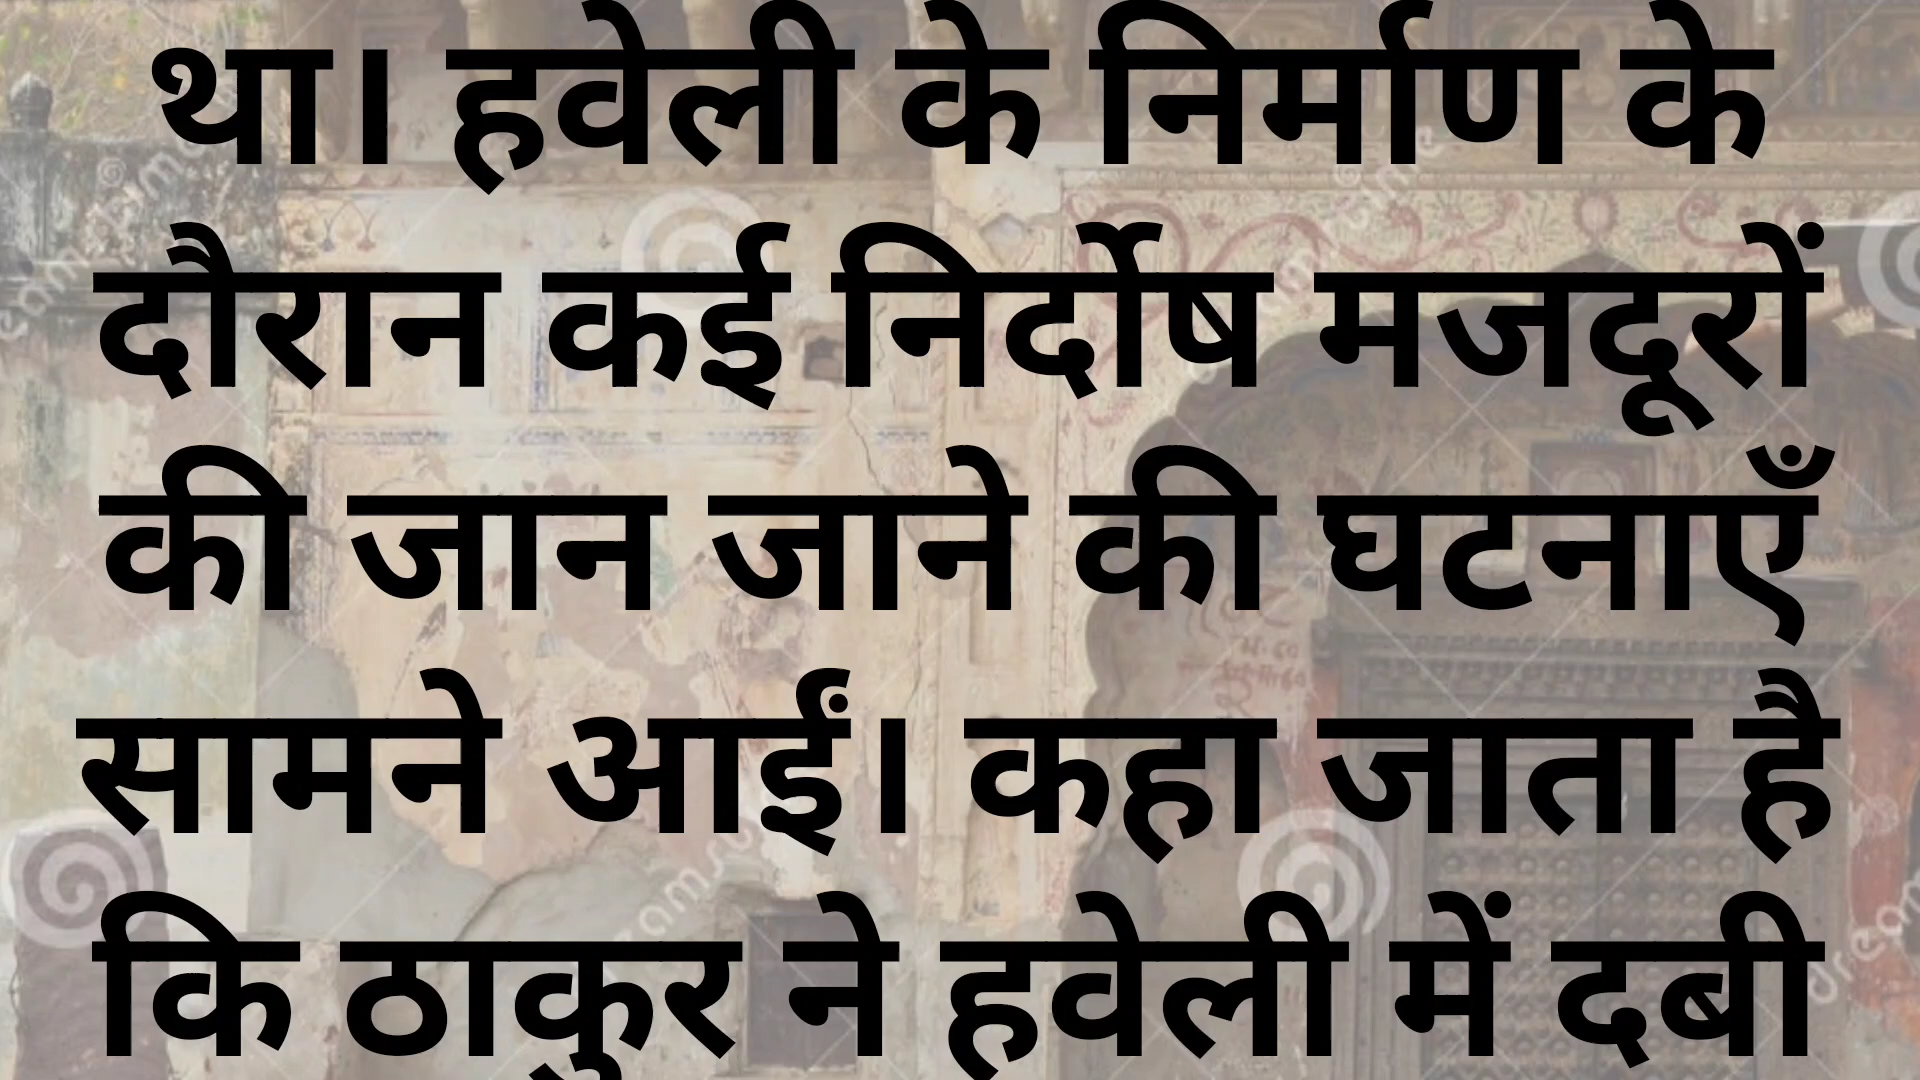 था। हवेली के निर्माण के
दौरान कई निर्दोष मजदूरों
की जान जाने की घटनाएँ
सामने आईं। कहा जाता है
कि ठाकुर ने हवेली में दबी